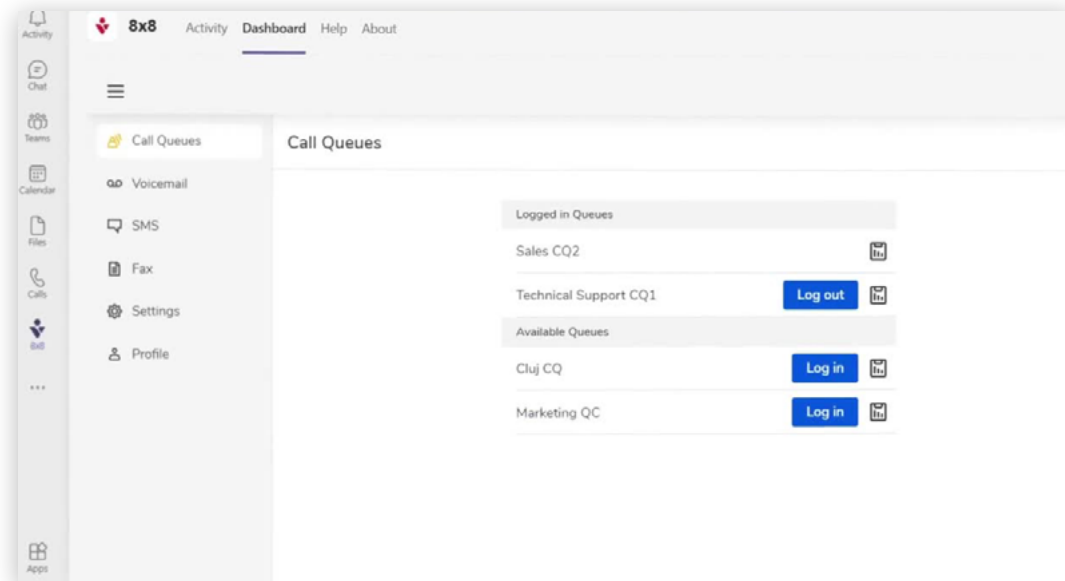 Activity
Chat
Teams
Calendar
Files
Calls
8x8
Apps
8x8 Activity Dashboard Help About
Call Queues
Voicemail
SMS
Fax
Settings
Profile
Call Queues
Logged in Queues
Sales CQ2
Technical Support CQ1 Log out
Available Queues
Cluj CQ Log in
Marketing QC Log in